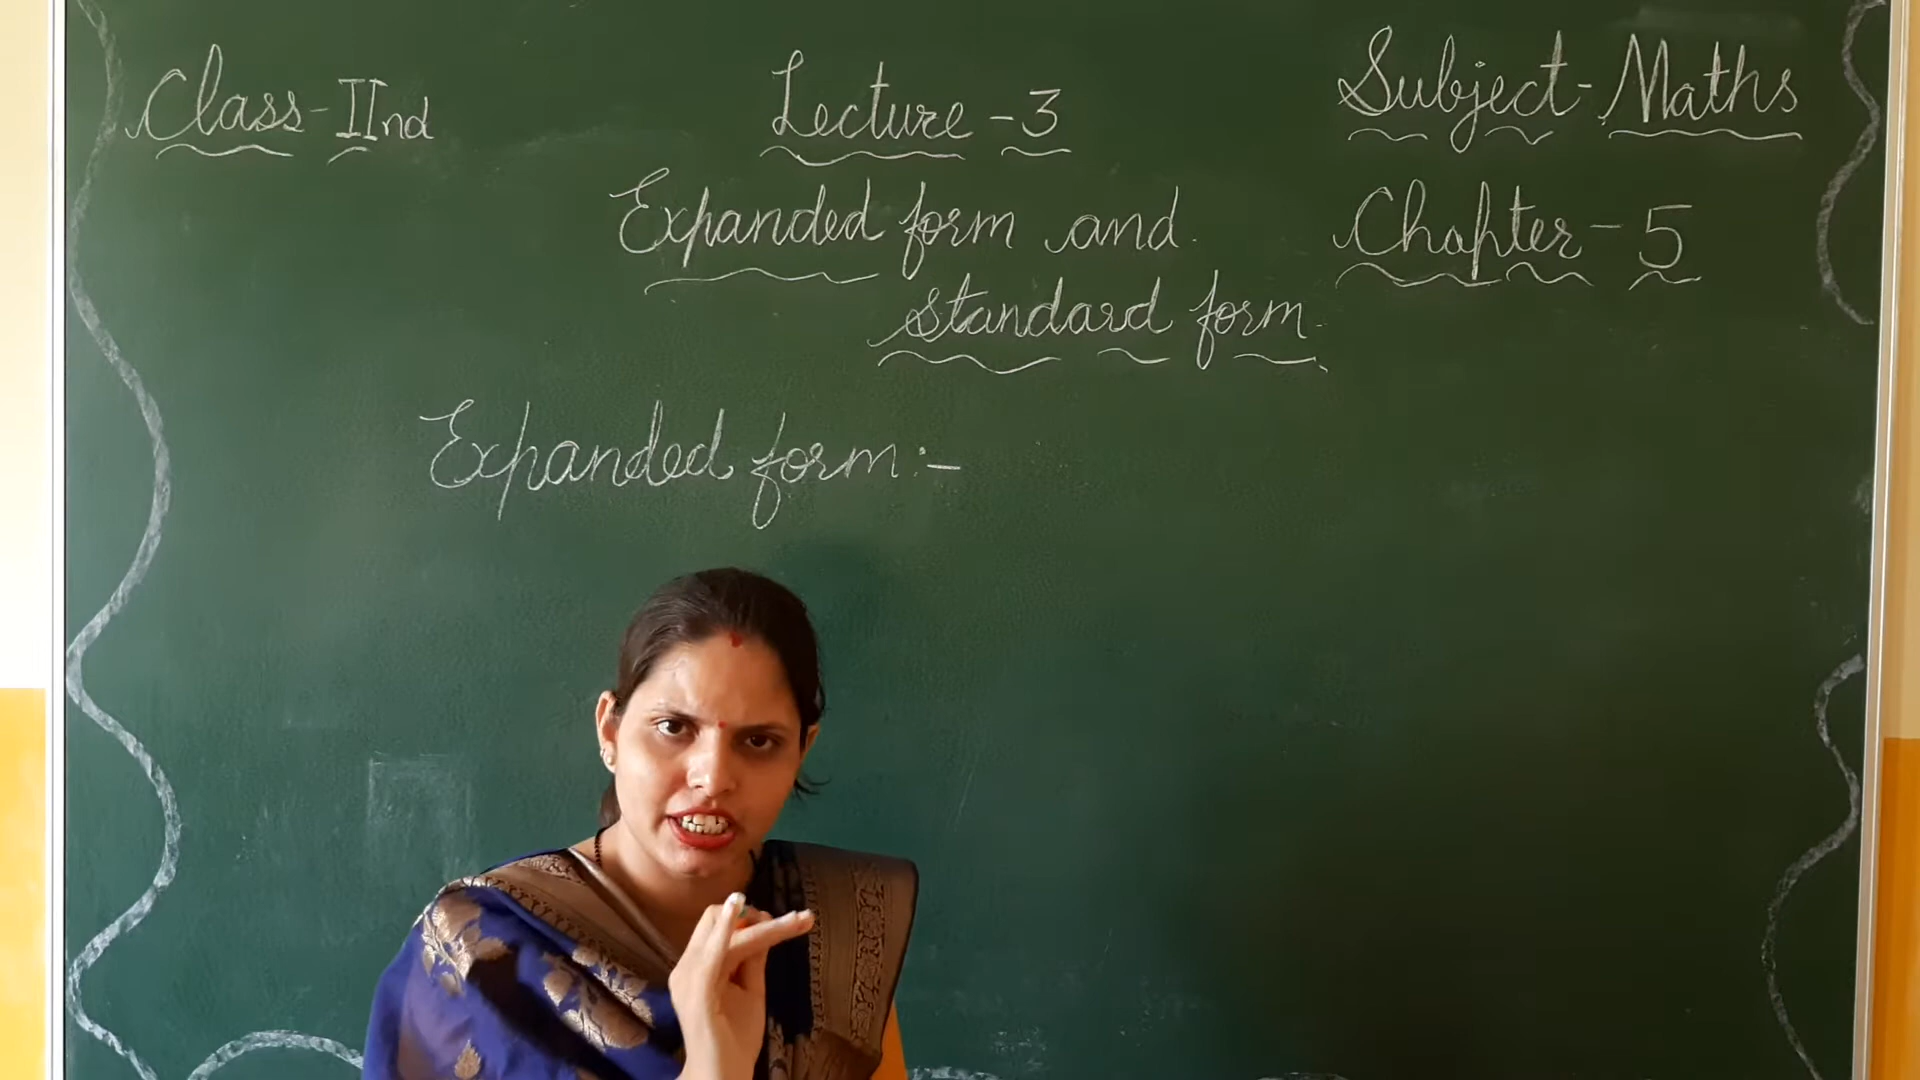 Class-IInd
Lecture-3
Subject-Maths
Expanded form and
standard form.
Chapter-5
Expanded form:-